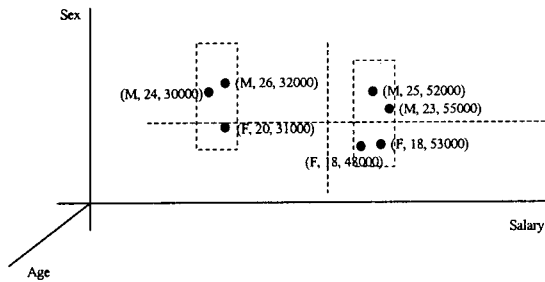 Sex
(M, 26, 32000)
(M, 24, 30000)
(M, 25, 52000)
(M, 23, 55000)
(F, 20, 31000)
(F, 18, 53000)
(F, 18, 48000)
Salary
Age